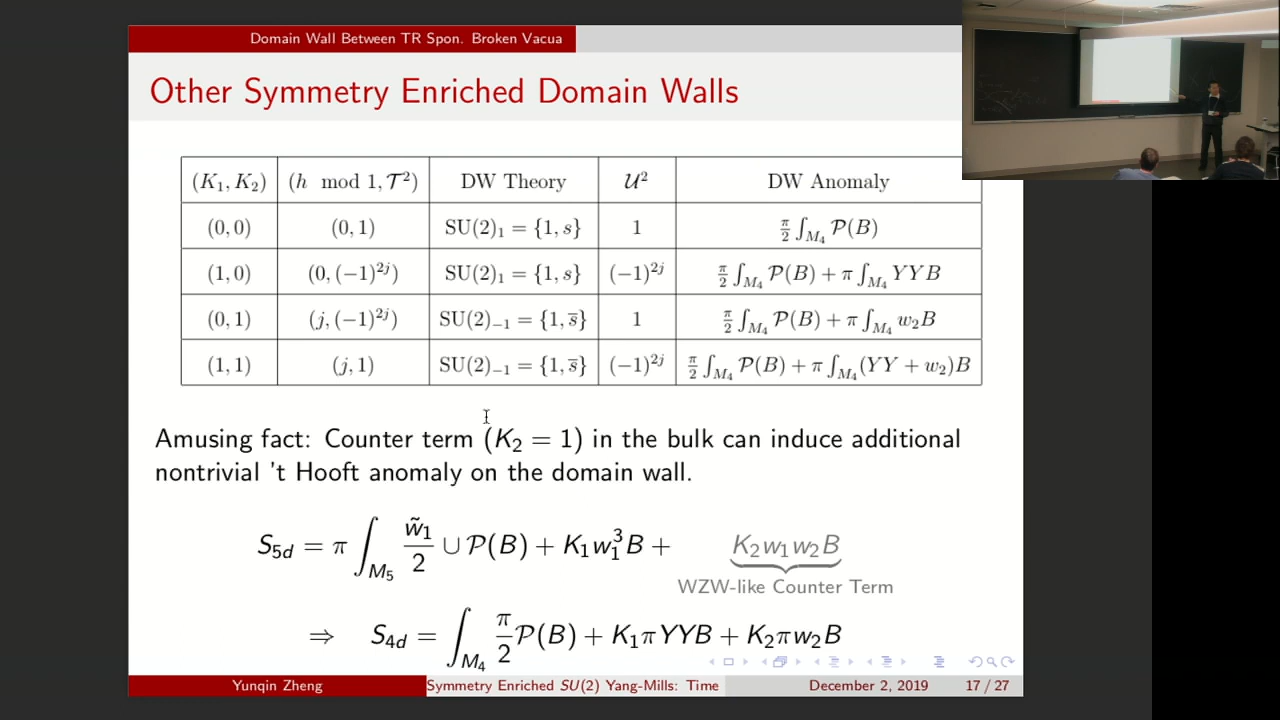 Domain Wall Between TR Spon. Broken Vacua
Other Symmetry Enriched Domain Walls
(K₁, K₂) (h mod 1, 𝒯²) DW Theory 𝒰² DW Anomaly
(0, 0) (0, 1) SU(2)₁ = {1, s} 1 π/2 ∫_{M₄} 𝒫(B)
(1, 0) (0, (−1)^{2j}) SU(2)₁ = {1, s} (−1)^{2j} π/2 ∫_{M₄} 𝒫(B) + π ∫_{M₄} YYB
(0, 1) (j, (−1)^{2j}) SU(2)₋₁ = {1, s̅} 1 π/2 ∫_{M₄} 𝒫(B) + π ∫_{M₄} w₂B
(1, 1) (j, 1) SU(2)₋₁ = {1, s̅} (−1)^{2j} π/2 ∫_{M₄} 𝒫(B) + π ∫_{M₄} (YY + w₂)B
Amusing fact: Counter term (K₂ = 1) in the bulk can induce additional
nontrivial 't Hooft anomaly on the domain wall.
S_{5d} = π ∫_{M₅} w̃₁/2 ∪ 𝒫(B) + K₁w₁³B + K₂w₁w₂B
WZW-like Counter Term
⇒ S_{4d} = ∫_{M₄} π/2 𝒫(B) + K₁πYYB + K₂πw₂B
Yunqin Zheng Symmetry Enriched SU(2) Yang-Mills: Time December 2, 2019 17 / 27